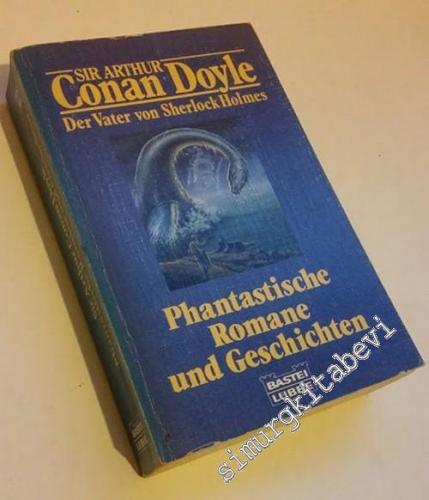 SIR ARTHUR
Conan Doyle
Der Vater von Sherlock Holmes
Phantastische
Romane
und Geschichten
BASTEI
LÜBBE
simurgkitabevi